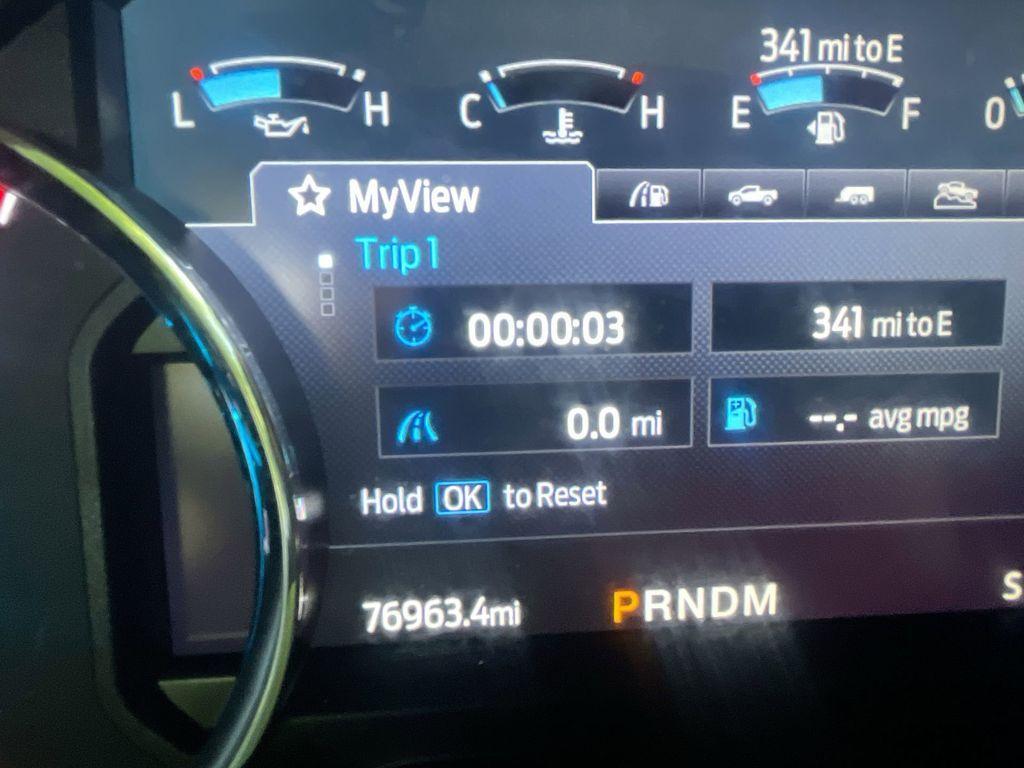 341 mi to E
L H C H E F 0
MyView
Trip 1
00:00:03 341 mi to E
0.0 mi --.- avg mpg
Hold OK to Reset
76963.4mi PRNDM S